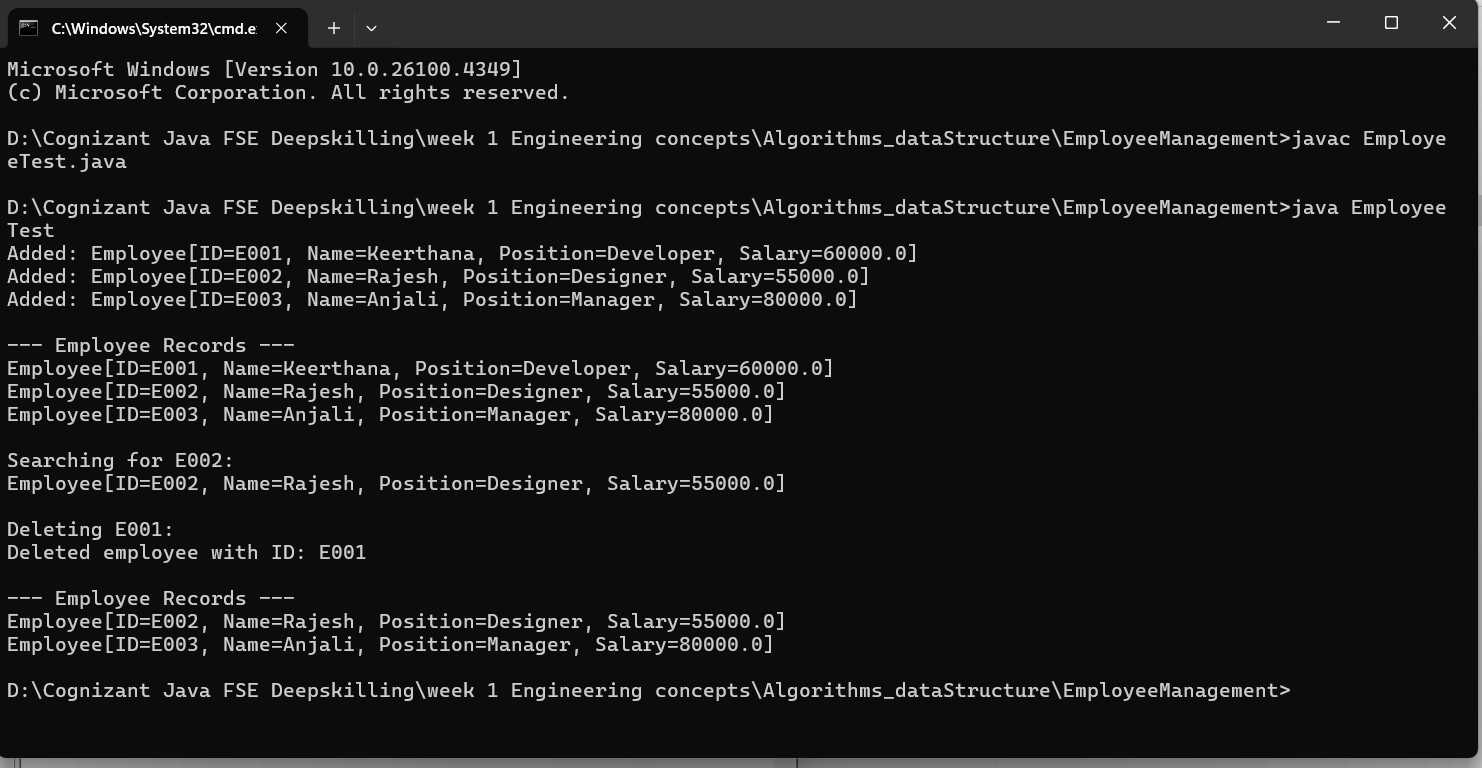 C:\Windows\System32\cmd.e
Microsoft Windows [Version 10.0.26100.4349]
(c) Microsoft Corporation. All rights reserved.
D:\Cognizant Java FSE Deepskilling\week 1 Engineering concepts\Algorithms_dataStructure\EmployeeManagement>javac Employe
eTest.java
D:\Cognizant Java FSE Deepskilling\week 1 Engineering concepts\Algorithms_dataStructure\EmployeeManagement>java Employee
Test
Added: Employee[ID=E001, Name=Keerthana, Position=Developer, Salary=60000.0]
Added: Employee[ID=E002, Name=Rajesh, Position=Designer, Salary=55000.0]
Added: Employee[ID=E003, Name=Anjali, Position=Manager, Salary=80000.0]
--- Employee Records ---
Employee[ID=E001, Name=Keerthana, Position=Developer, Salary=60000.0]
Employee[ID=E002, Name=Rajesh, Position=Designer, Salary=55000.0]
Employee[ID=E003, Name=Anjali, Position=Manager, Salary=80000.0]
Searching for E002:
Employee[ID=E002, Name=Rajesh, Position=Designer, Salary=55000.0]
Deleting E001:
Deleted employee with ID: E001
--- Employee Records ---
Employee[ID=E002, Name=Rajesh, Position=Designer, Salary=55000.0]
Employee[ID=E003, Name=Anjali, Position=Manager, Salary=80000.0]
D:\Cognizant Java FSE Deepskilling\week 1 Engineering concepts\Algorithms_dataStructure\EmployeeManagement>